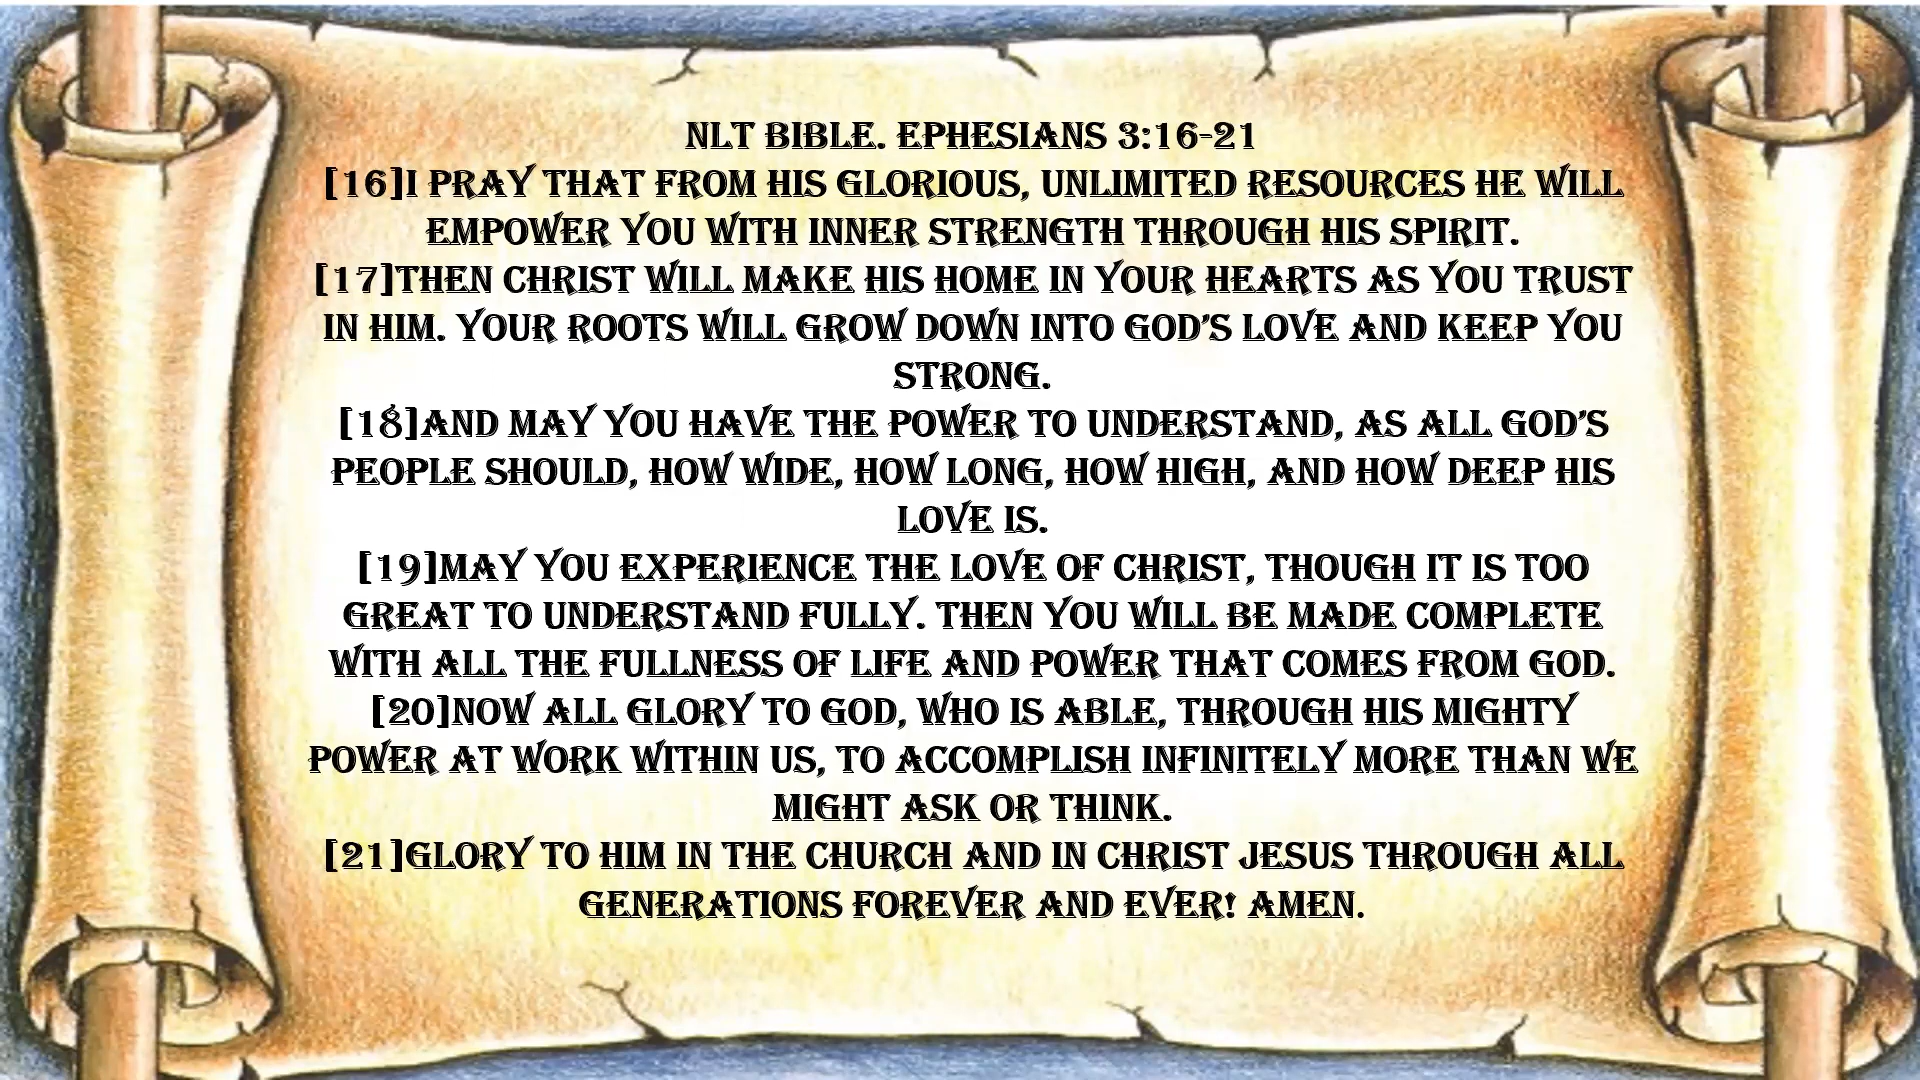 NLT BIBLE. EPHESIANS 3:16-21
[16]I PRAY THAT FROM HIS GLORIOUS, UNLIMITED RESOURCES HE WILL
EMPOWER YOU WITH INNER STRENGTH THROUGH HIS SPIRIT.
[17]THEN CHRIST WILL MAKE HIS HOME IN YOUR HEARTS AS YOU TRUST
IN HIM. YOUR ROOTS WILL GROW DOWN INTO GOD'S LOVE AND KEEP YOU
STRONG.
[18]AND MAY YOU HAVE THE POWER TO UNDERSTAND, AS ALL GOD'S
PEOPLE SHOULD, HOW WIDE, HOW LONG, HOW HIGH, AND HOW DEEP HIS
LOVE IS.
[19]MAY YOU EXPERIENCE THE LOVE OF CHRIST, THOUGH IT IS TOO
GREAT TO UNDERSTAND FULLY. THEN YOU WILL BE MADE COMPLETE
WITH ALL THE FULLNESS OF LIFE AND POWER THAT COMES FROM GOD.
[20]NOW ALL GLORY TO GOD, WHO IS ABLE, THROUGH HIS MIGHTY
POWER AT WORK WITHIN US, TO ACCOMPLISH INFINITELY MORE THAN WE
MIGHT ASK OR THINK.
[21]GLORY TO HIM IN THE CHURCH AND IN CHRIST JESUS THROUGH ALL
GENERATIONS FOREVER AND EVER! AMEN.